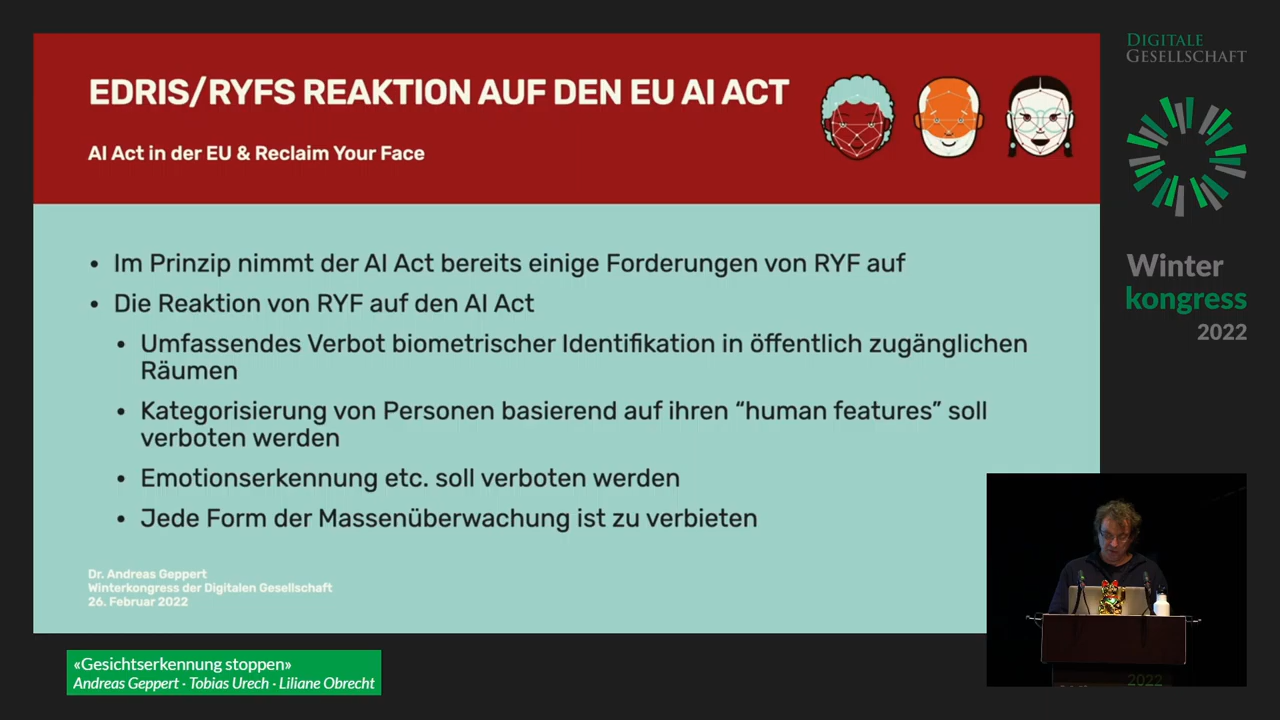 EDRIS/RYFS REAKTION AUF DEN EU AI ACT
AI Act in der EU & Reclaim Your Face
• Im Prinzip nimmt der AI Act bereits einige Forderungen von RYF auf
• Die Reaktion von RYF auf den AI Act
• Umfassendes Verbot biometrischer Identifikation in öffentlich zugänglichen
Räumen
• Kategorisierung von Personen basierend auf ihren “human features” soll
verboten werden
• Emotionserkennung etc. soll verboten werden
• Jede Form der Massenüberwachung ist zu verbieten
Dr. Andreas Geppert
Winterkongress der Digitalen Gesellschaft
26. Februar 2022
DIGITALE
GESELLSCHAFT
Winter
kongress
2022
2022
«Gesichtserkennung stoppen»
Andreas Geppert · Tobias Urech · Liliane Obrecht